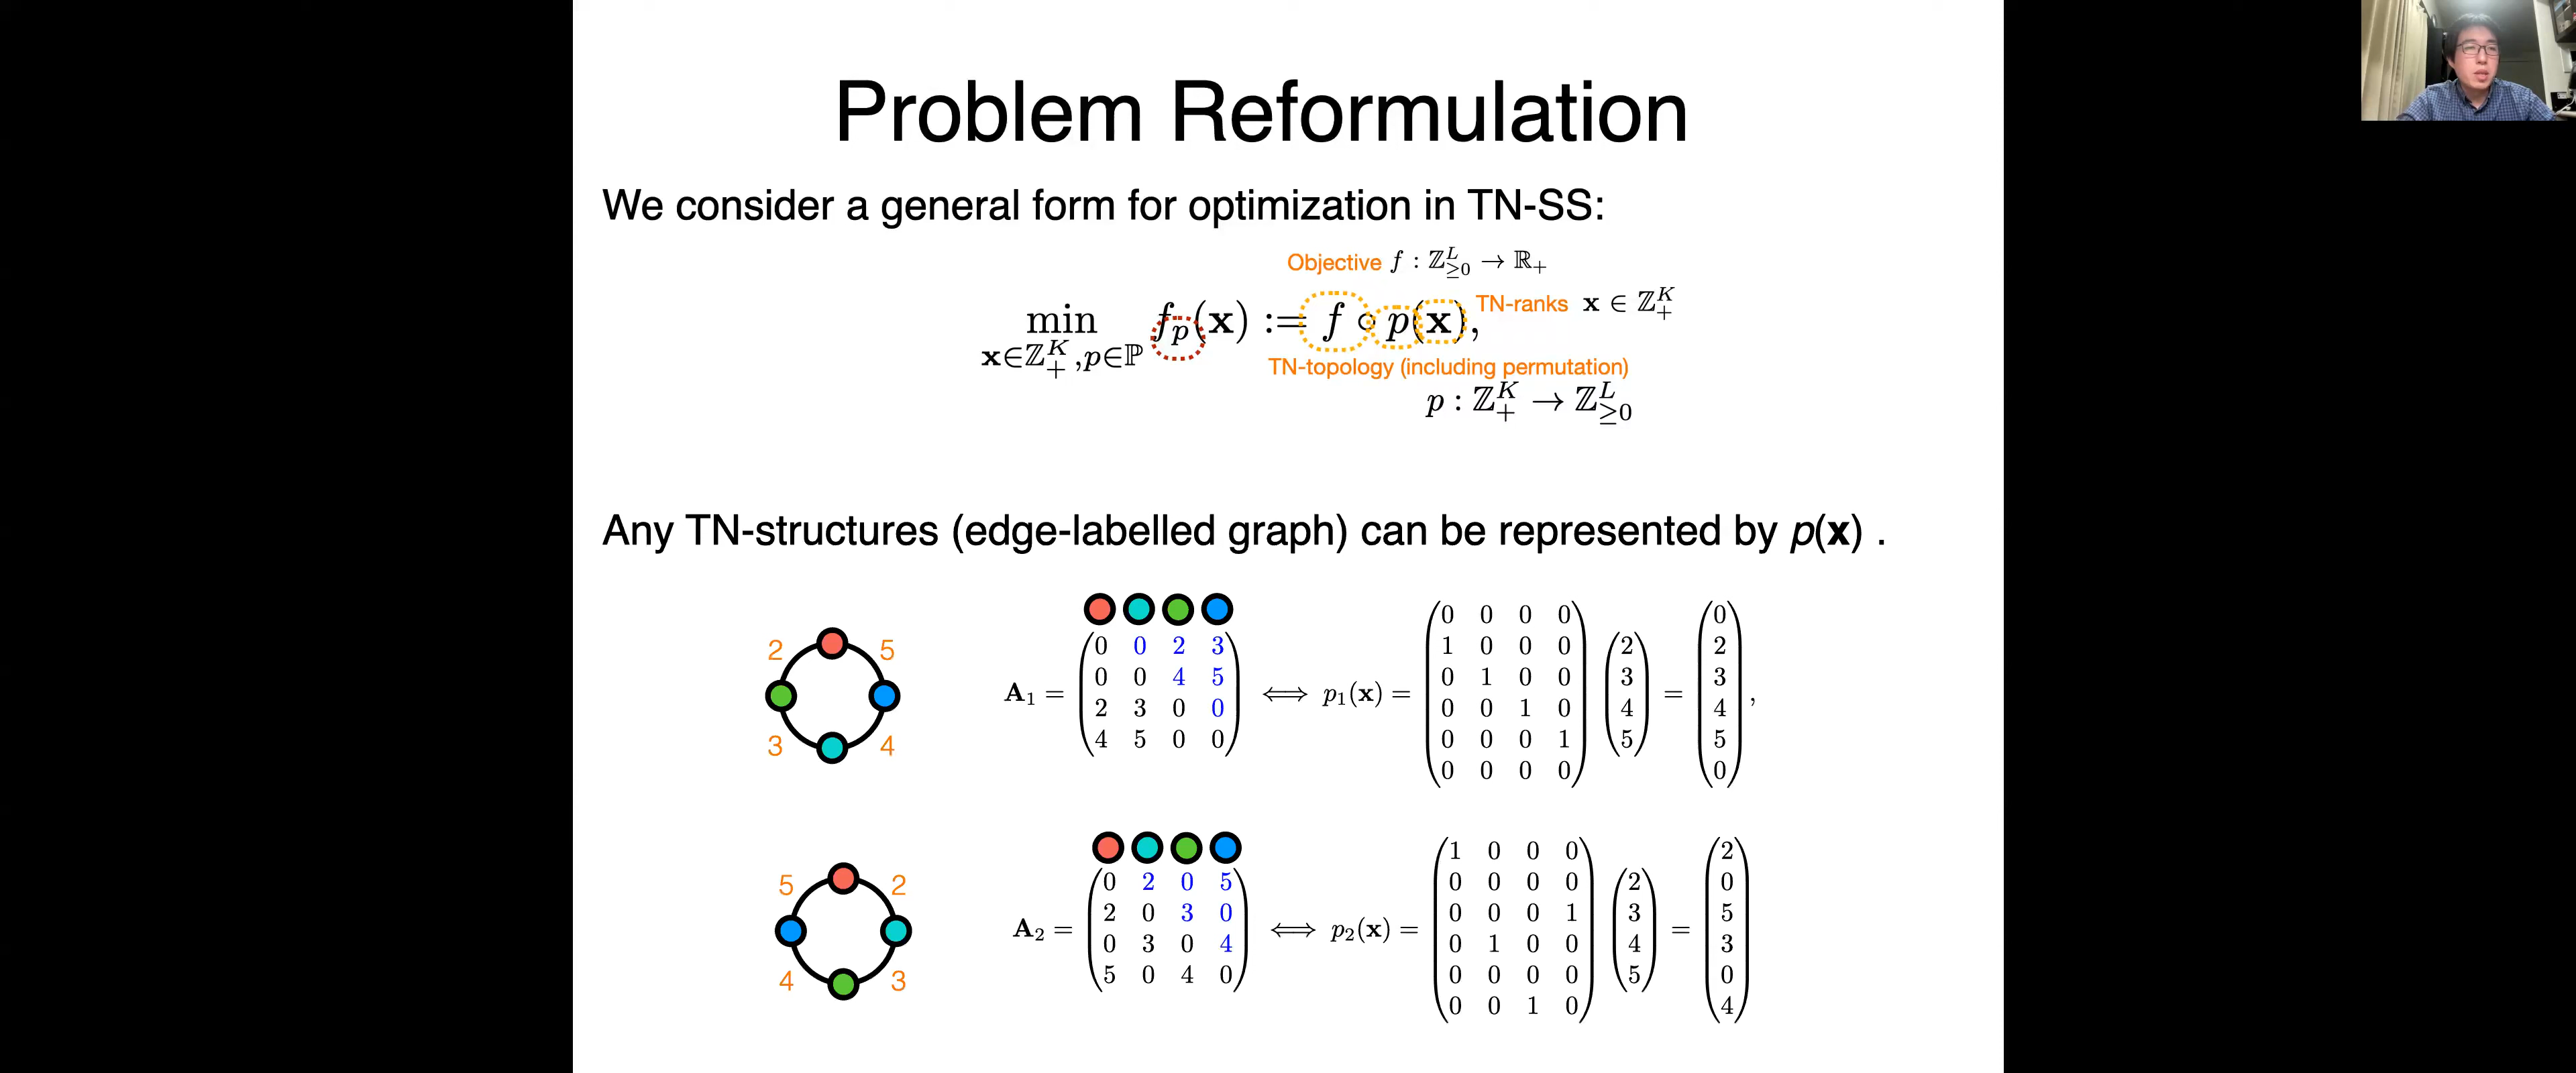 Problem Reformulation
We consider a general form for optimization in TN-SS:
Objective f : ℤ^L_{≥0} → ℝ_+
min_{𝐱∈ℤ^K_+, p∈ℙ} f_p(𝐱) := f ∘ p(𝐱),
TN-ranks 𝐱 ∈ ℤ^K_+
TN-topology (including permutation)
p : ℤ^K_+ → ℤ^L_{≥0}
Any TN-structures (edge-labelled graph) can be represented by p(𝐱) .
2 5
3 4
𝐀_1 =
0 0 2 3
0 0 4 5
2 3 0 0
4 5 0 0
⟺ p_1(𝐱) =
0 0 0 0
1 0 0 0
0 1 0 0
0 0 1 0
0 0 0 1
0 0 0 0
2
3
4
5
=
0
2
3
4
5
0
,
5 2
4 3
𝐀_2 =
0 2 0 5
2 0 3 0
0 3 0 4
5 0 4 0
⟺ p_2(𝐱) =
1 0 0 0
0 0 0 0
0 0 0 1
0 1 0 0
0 0 0 0
0 0 1 0
2
3
4
5
=
2
0
5
3
0
4